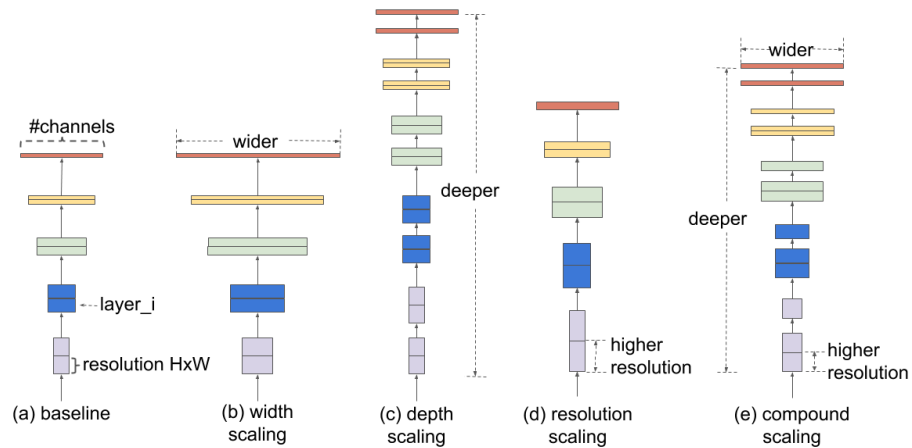 #channels
layer_i
resolution HxW
(a) baseline
wider
(b) width
scaling
deeper
(c) depth
scaling
higher
resolution
(d) resolution
scaling
wider
deeper
higher
resolution
(e) compound
scaling